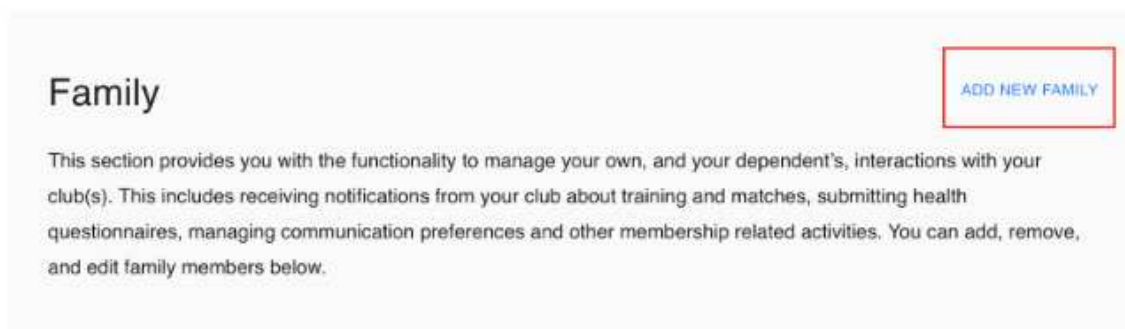 Family
ADD NEW FAMILY
This section provides you with the functionality to manage your own, and your dependent's, interactions with your
club(s). This includes receiving notifications from your club about training and matches, submitting health
questionnaires, managing communication preferences and other membership related activities. You can add, remove,
and edit family members below.